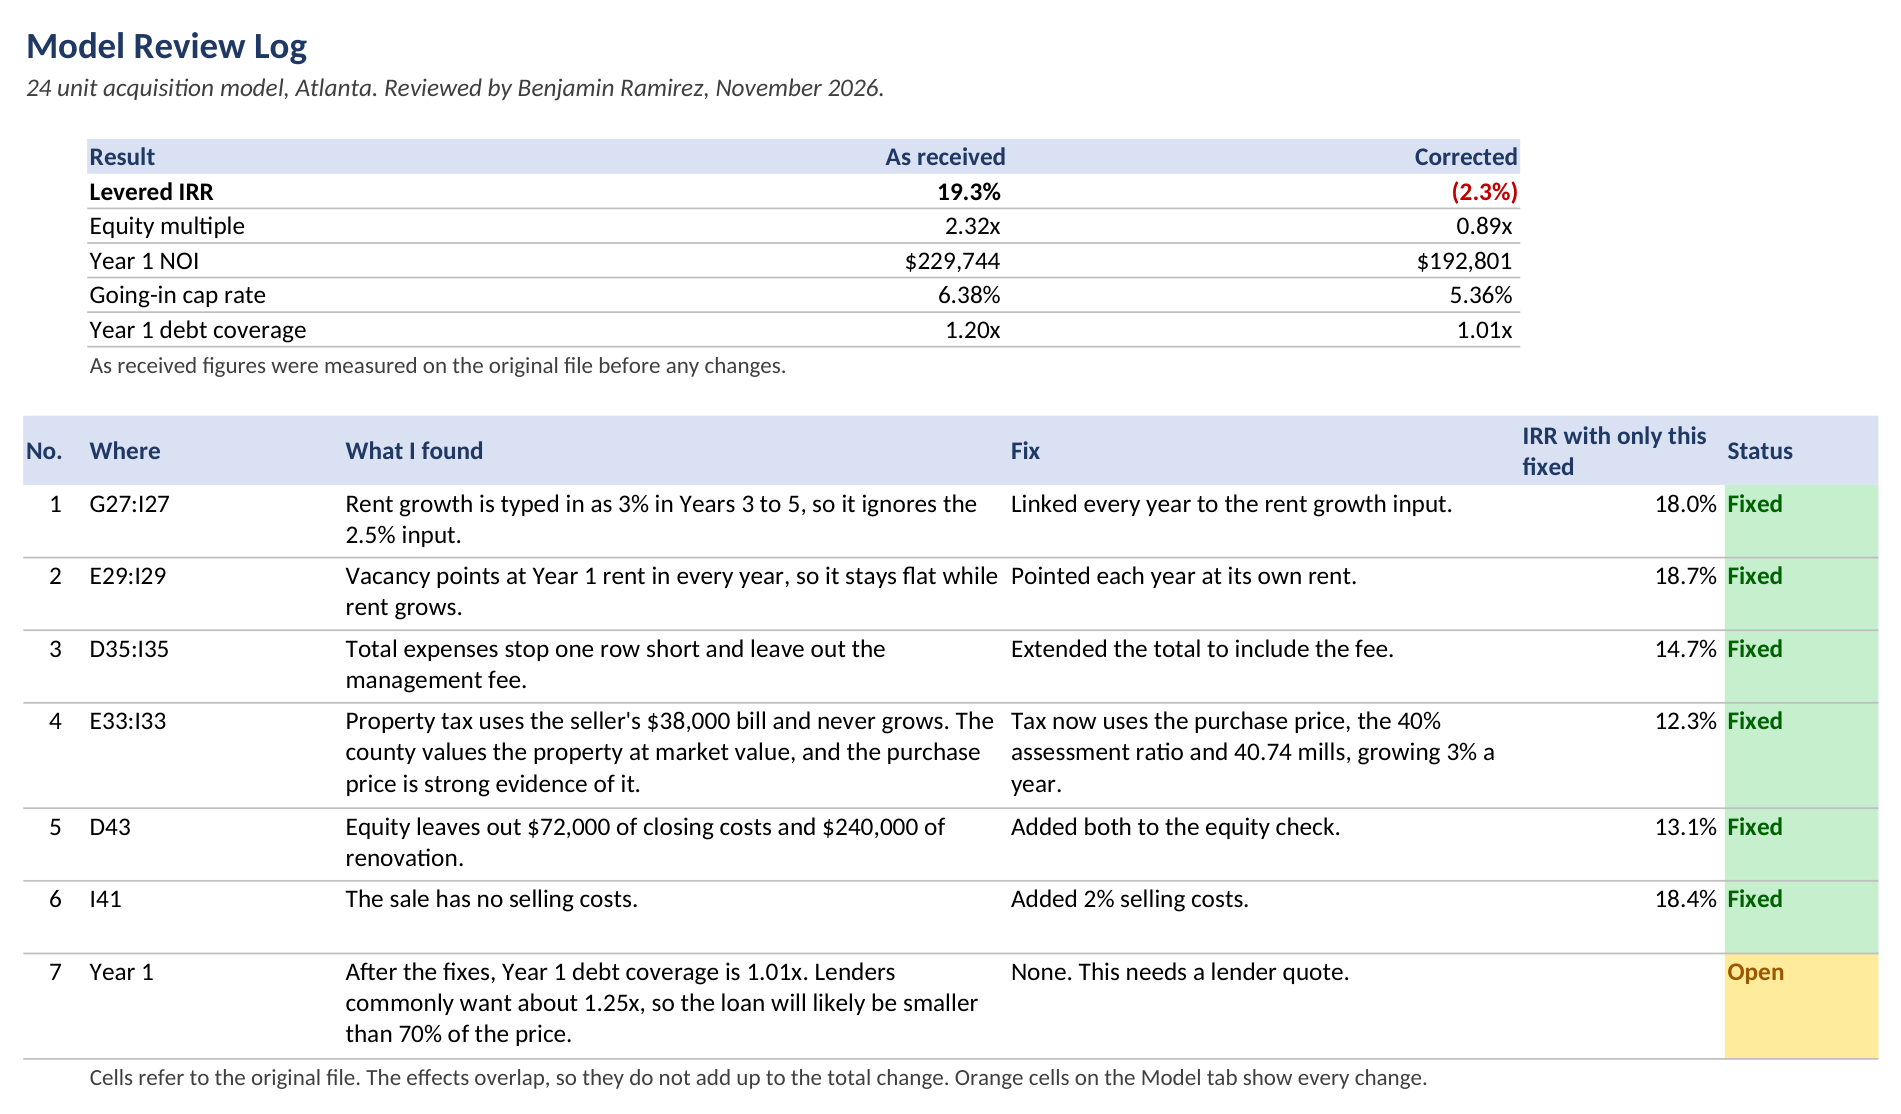 Model Review Log
24 unit acquisition model, Atlanta. Reviewed by Benjamin Ramirez, November 2026.
Result As received Corrected
Levered IRR 19.3% (2.3%)
Equity multiple 2.32x 0.89x
Year 1 NOI $229,744 $192,801
Going-in cap rate 6.38% 5.36%
Year 1 debt coverage 1.20x 1.01x
As received figures were measured on the original file before any changes.
No. Where What I found Fix IRR with only this
fixed Status
1 G27:I27 Rent growth is typed in as 3% in Years 3 to 5, so it ignores the Linked every year to the rent growth input. 18.0% Fixed
2.5% input.
2 E29:I29 Vacancy points at Year 1 rent in every year, so it stays flat while Pointed each year at its own rent. 18.7% Fixed
rent grows.
3 D35:I35 Total expenses stop one row short and leave out the Extended the total to include the fee. 14.7% Fixed
management fee.
4 E33:I33 Property tax uses the seller's $38,000 bill and never grows. The Tax now uses the purchase price, the 40% 12.3% Fixed
county values the property at market value, and the purchase assessment ratio and 40.74 mills, growing 3% a
price is strong evidence of it. year.
5 D43 Equity leaves out $72,000 of closing costs and $240,000 of Added both to the equity check. 13.1% Fixed
renovation.
6 I41 The sale has no selling costs. Added 2% selling costs. 18.4% Fixed
7 Year 1 After the fixes, Year 1 debt coverage is 1.01x. Lenders None. This needs a lender quote. Open
commonly want about 1.25x, so the loan will likely be smaller
than 70% of the price.
Cells refer to the original file. The effects overlap, so they do not add up to the total change. Orange cells on the Model tab show every change.